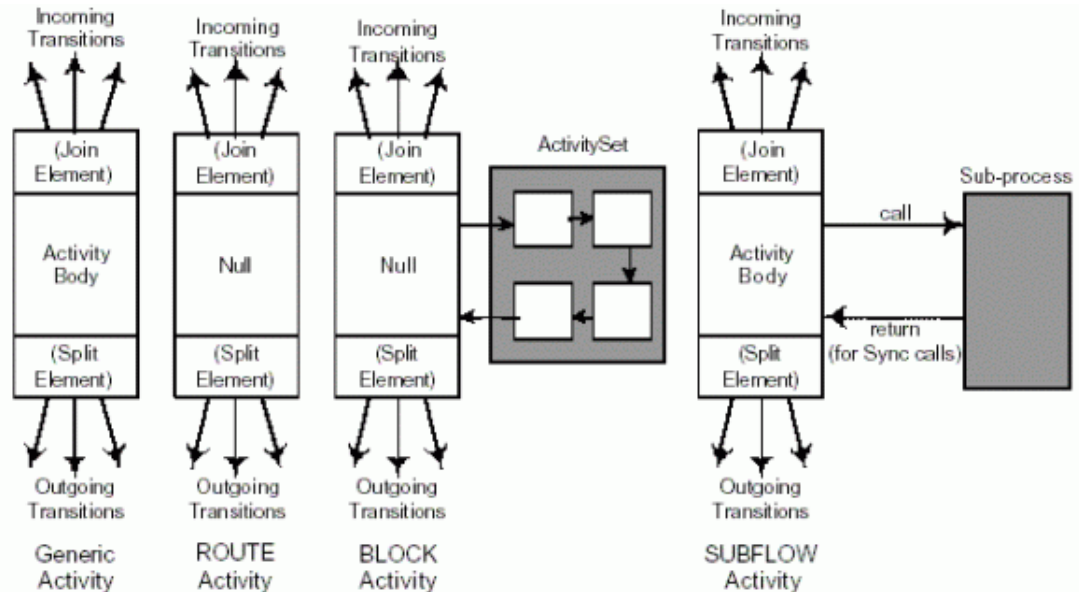 Incoming
Transitions
(Join
Element)
Activity
Body
(Split
Element)
Outgoing
Transitions
Generic
Activity
Incoming
Transitions
(Join
Element)
Null
(Split
Element)
Outgoing
Transitions
ROUTE
Activity
Incoming
Transitions
(Join
Element)
Null
(Split
Element)
Outgoing
Transitions
BLOCK
Activity
ActivitySet
Incoming
Transitions
(Join
Element)
Activity
Body
(Split
Element)
Outgoing
Transitions
SUBFLOW
Activity
call
return
(for Sync calls)
Sub-process